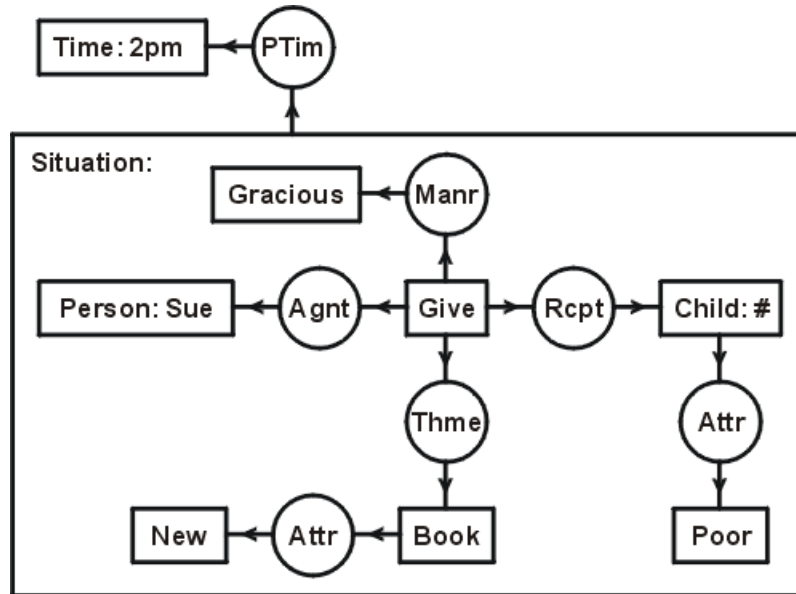 Time: 2pm PTim
Situation:
Gracious Manr
Person: Sue Agnt Give Rcpt Child: #
Thme Attr
New Attr Book Poor